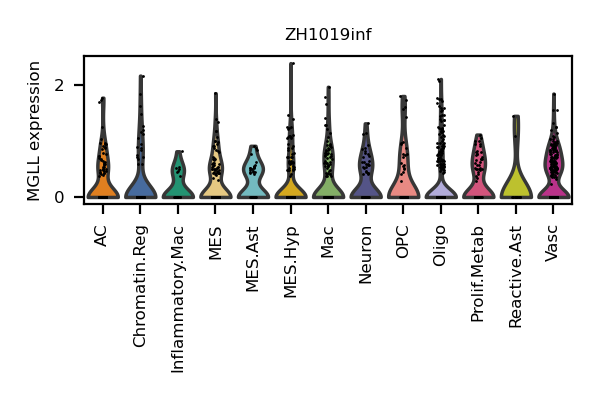 ZH1019inf
MGLL expression
2
0
AC
Chromatin.Reg
Inflammatory.Mac
MES
MES.Ast
MES.Hyp
Mac
Neuron
OPC
Oligo
Prolif.Metab
Reactive.Ast
Vasc